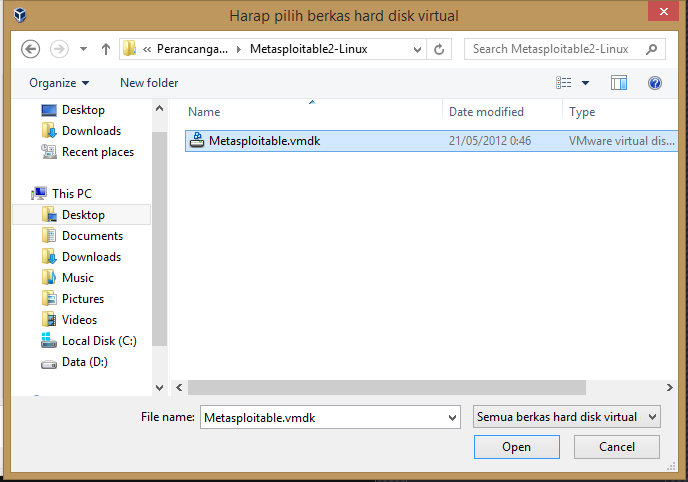 Harap pilih berkas hard disk virtual
« Perancanga... Metasploitable2-Linux
Search Metasploitable2-Linux
Organize New folder
Desktop
Downloads
Recent places
This PC
Desktop
Documents
Downloads
Music
Pictures
Videos
Local Disk (C:)
Data (D:)
Name Date modified Type
Metasploitable.vmdk 21/05/2012 0:46 VMware virtual dis...
File name: Metasploitable.vmdk Semua berkas hard disk virtual
Open Cancel